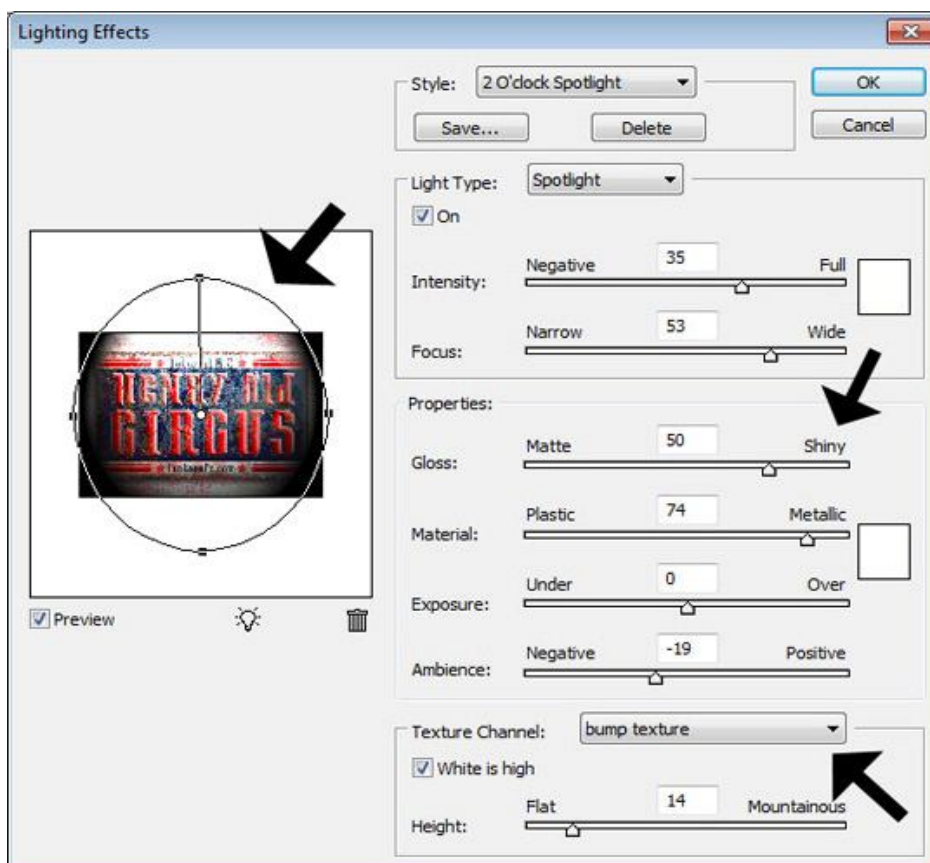 Lighting Effects
Style: 2 O'clock Spotlight
OK
Save... Delete
Cancel
Light Type: Spotlight
On
Intensity: Negative 35 Full
Focus: Narrow 53 Wide
Properties:
Gloss: Matte 50 Shiny
Material: Plastic 74 Metallic
Exposure: Under 0 Over
Ambience: Negative -19 Positive
Texture Channel: bump texture
White is high
Height: Flat 14 Mountainous
CIRCUS
Preview